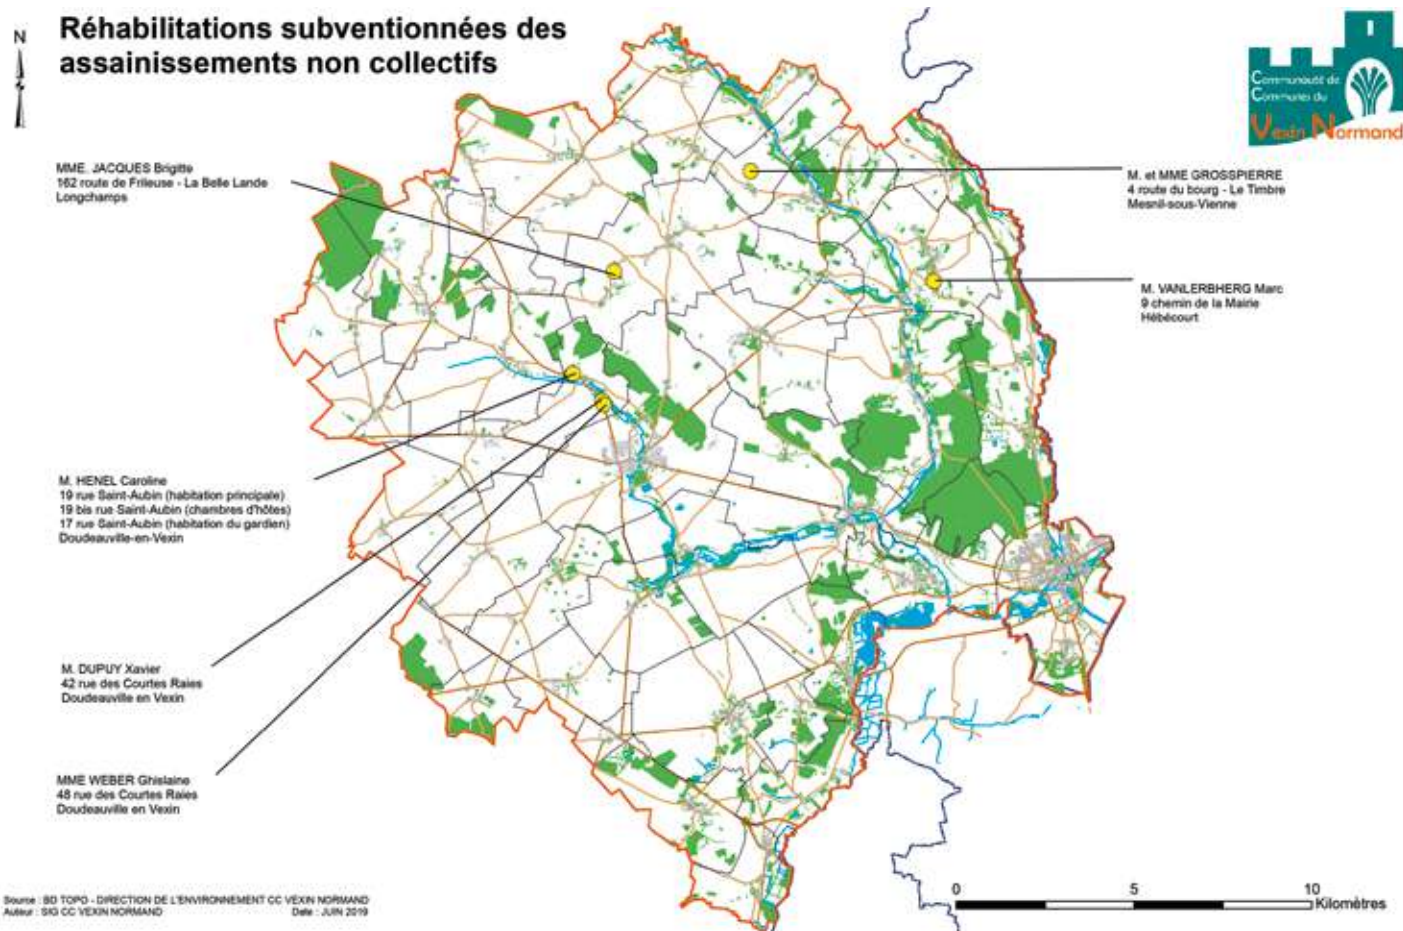 Réhabilitations subventionnées des
assainissements non collectifs
N
Communauté de
Communes du
Vexin Normand
MME. JACQUES Brigitte
162 route de Frileuse - La Belle Lande
Longchamps
M. et MME GROSSPIERRE
4 route du bourg - Le Timbre
Mesnil-sous-Vienne
M. VANLERBHERG Marc
9 chemin de la Mairie
Hébécourt
M. HENEL Caroline
19 rue Saint-Aubin (habitation principale)
19 bis rue Saint-Aubin (chambres d'hôtes)
17 rue Saint-Aubin (habitation du gardien)
Doudeauville-en-Vexin
M. DUPUY Xavier
42 rue des Courtes Raies
Doudeauville en Vexin
MME WEBER Ghislaine
48 rue des Courtes Raies
Doudeauville en Vexin
Source : BD TOPO - DIRECTION DE L'ENVIRONNEMENT CC VEXIN NORMAND
Auteur : SIG CC VEXIN NORMAND Date : JUIN 2019
0 5 10
Kilomètres